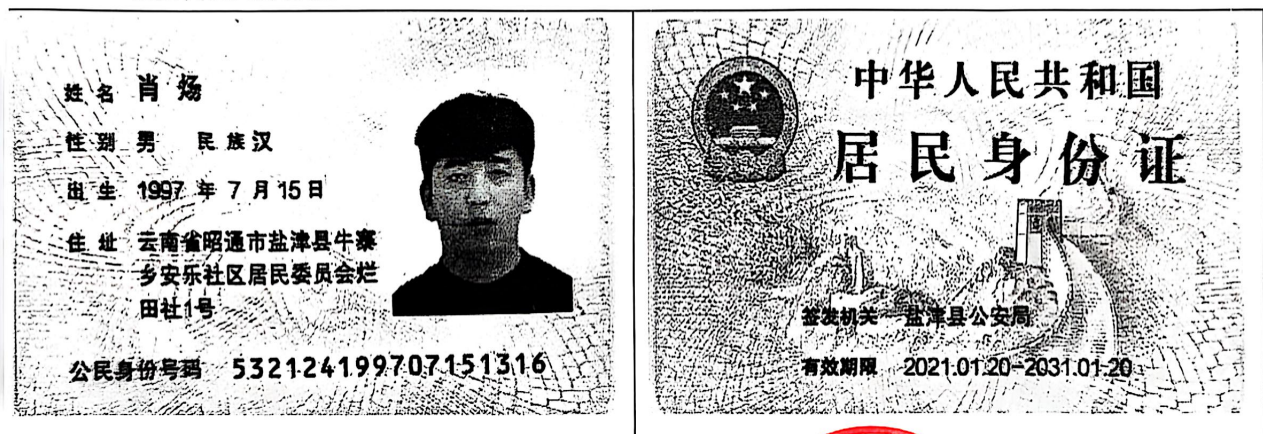 姓名 肖炀
性别 男 民族 汉
出生 1997 年 7 月 15 日
住址 云南省昭通市盐津县牛寨
乡安乐社区居民委员会烂
田社1号
公民身份号码 532124199707151316
中华人民共和国
居民身份证
签发机关 盐津县公安局
有效期限 2021.01.20-2031.01.20